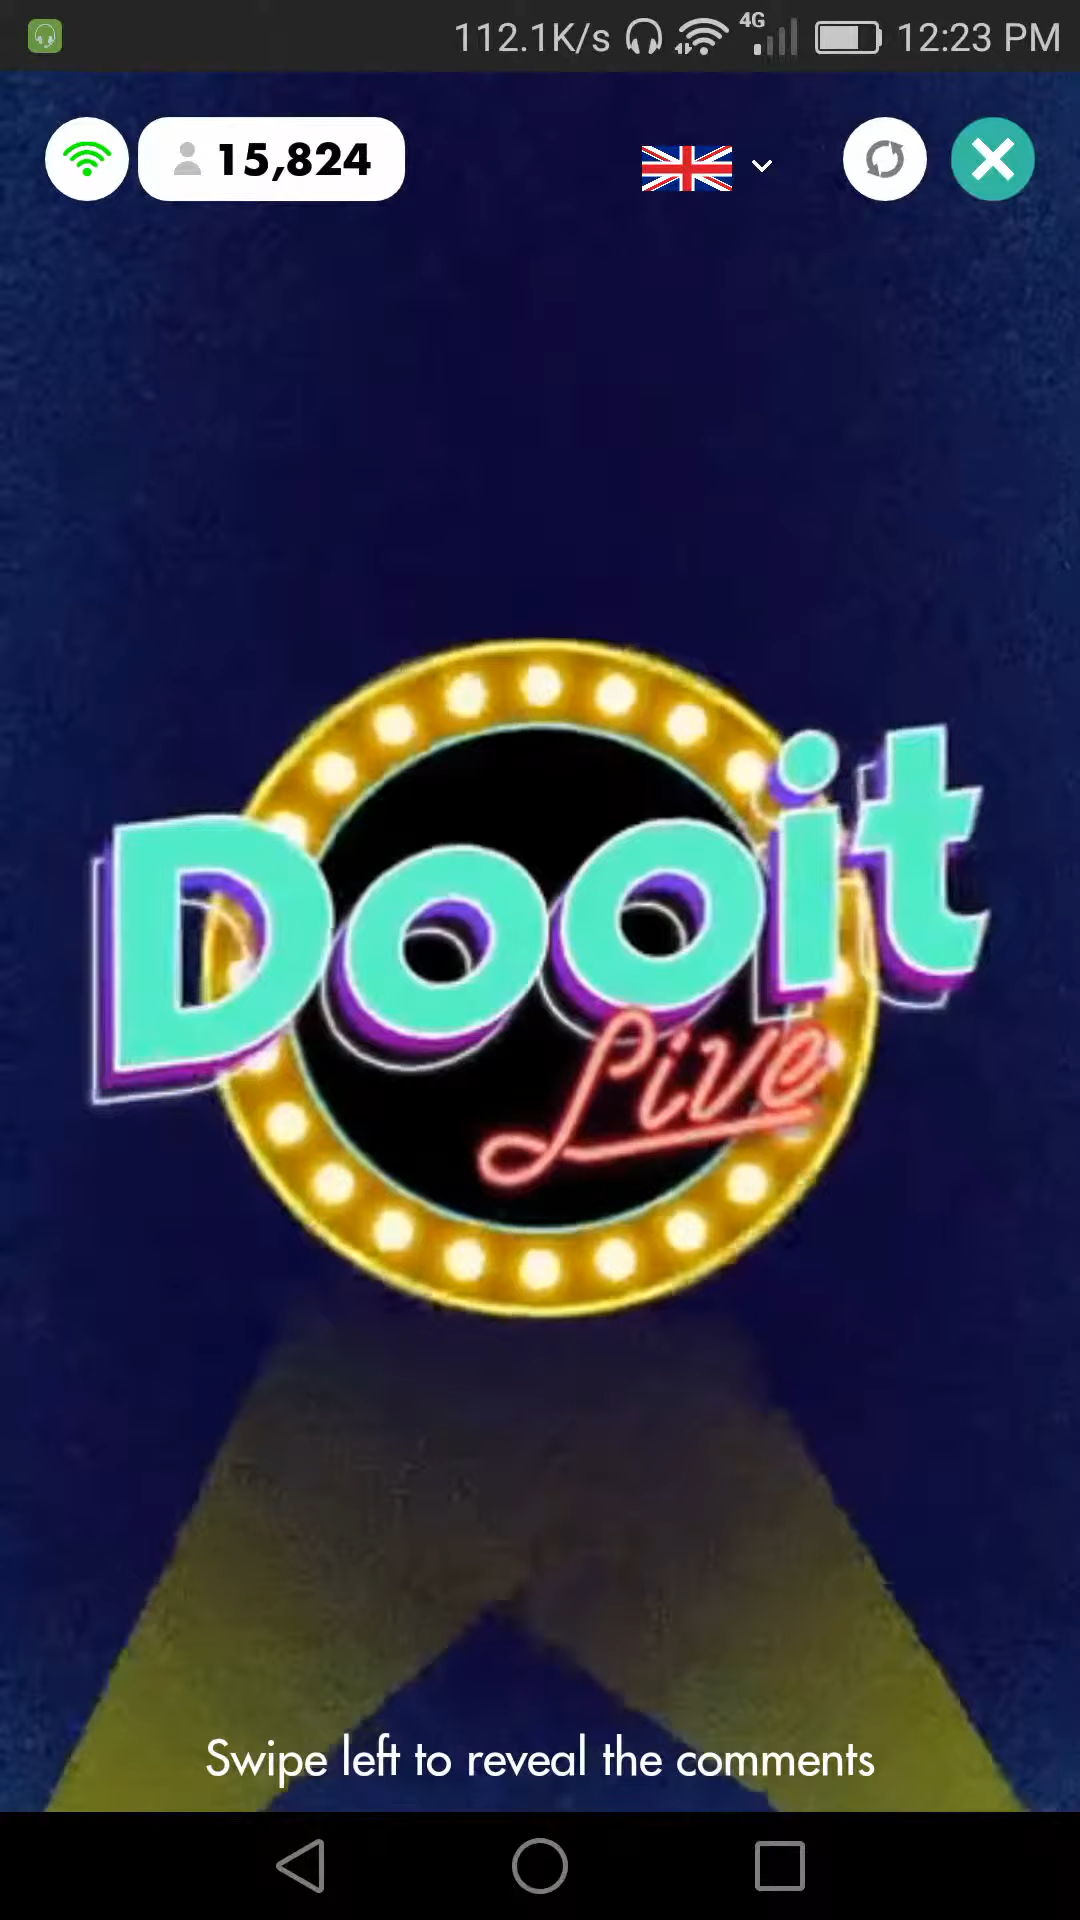 112.1K/s 4G 12:23 PM
15,824
Dooit
Live
Swipe left to reveal the comments